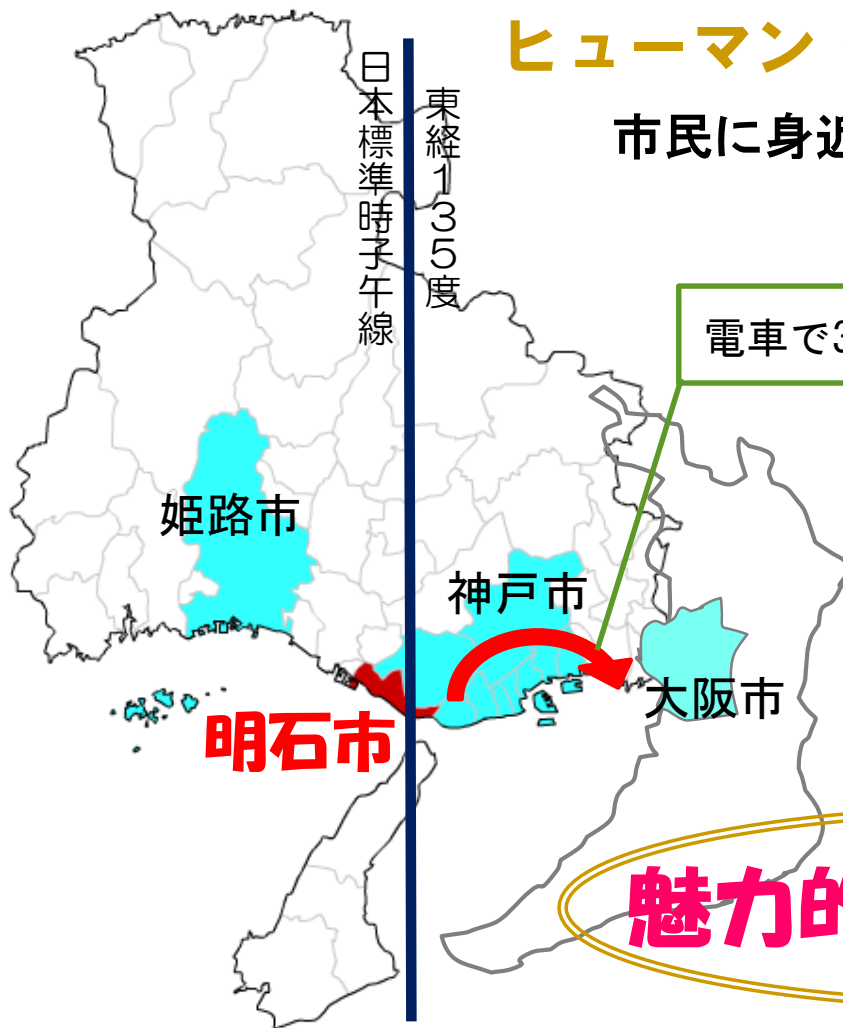 ヒューマン
市民に身近
東経１３５度
日本標準時子午線
電車で3
姫路市
神戸市
大阪市
明石市
魅力的